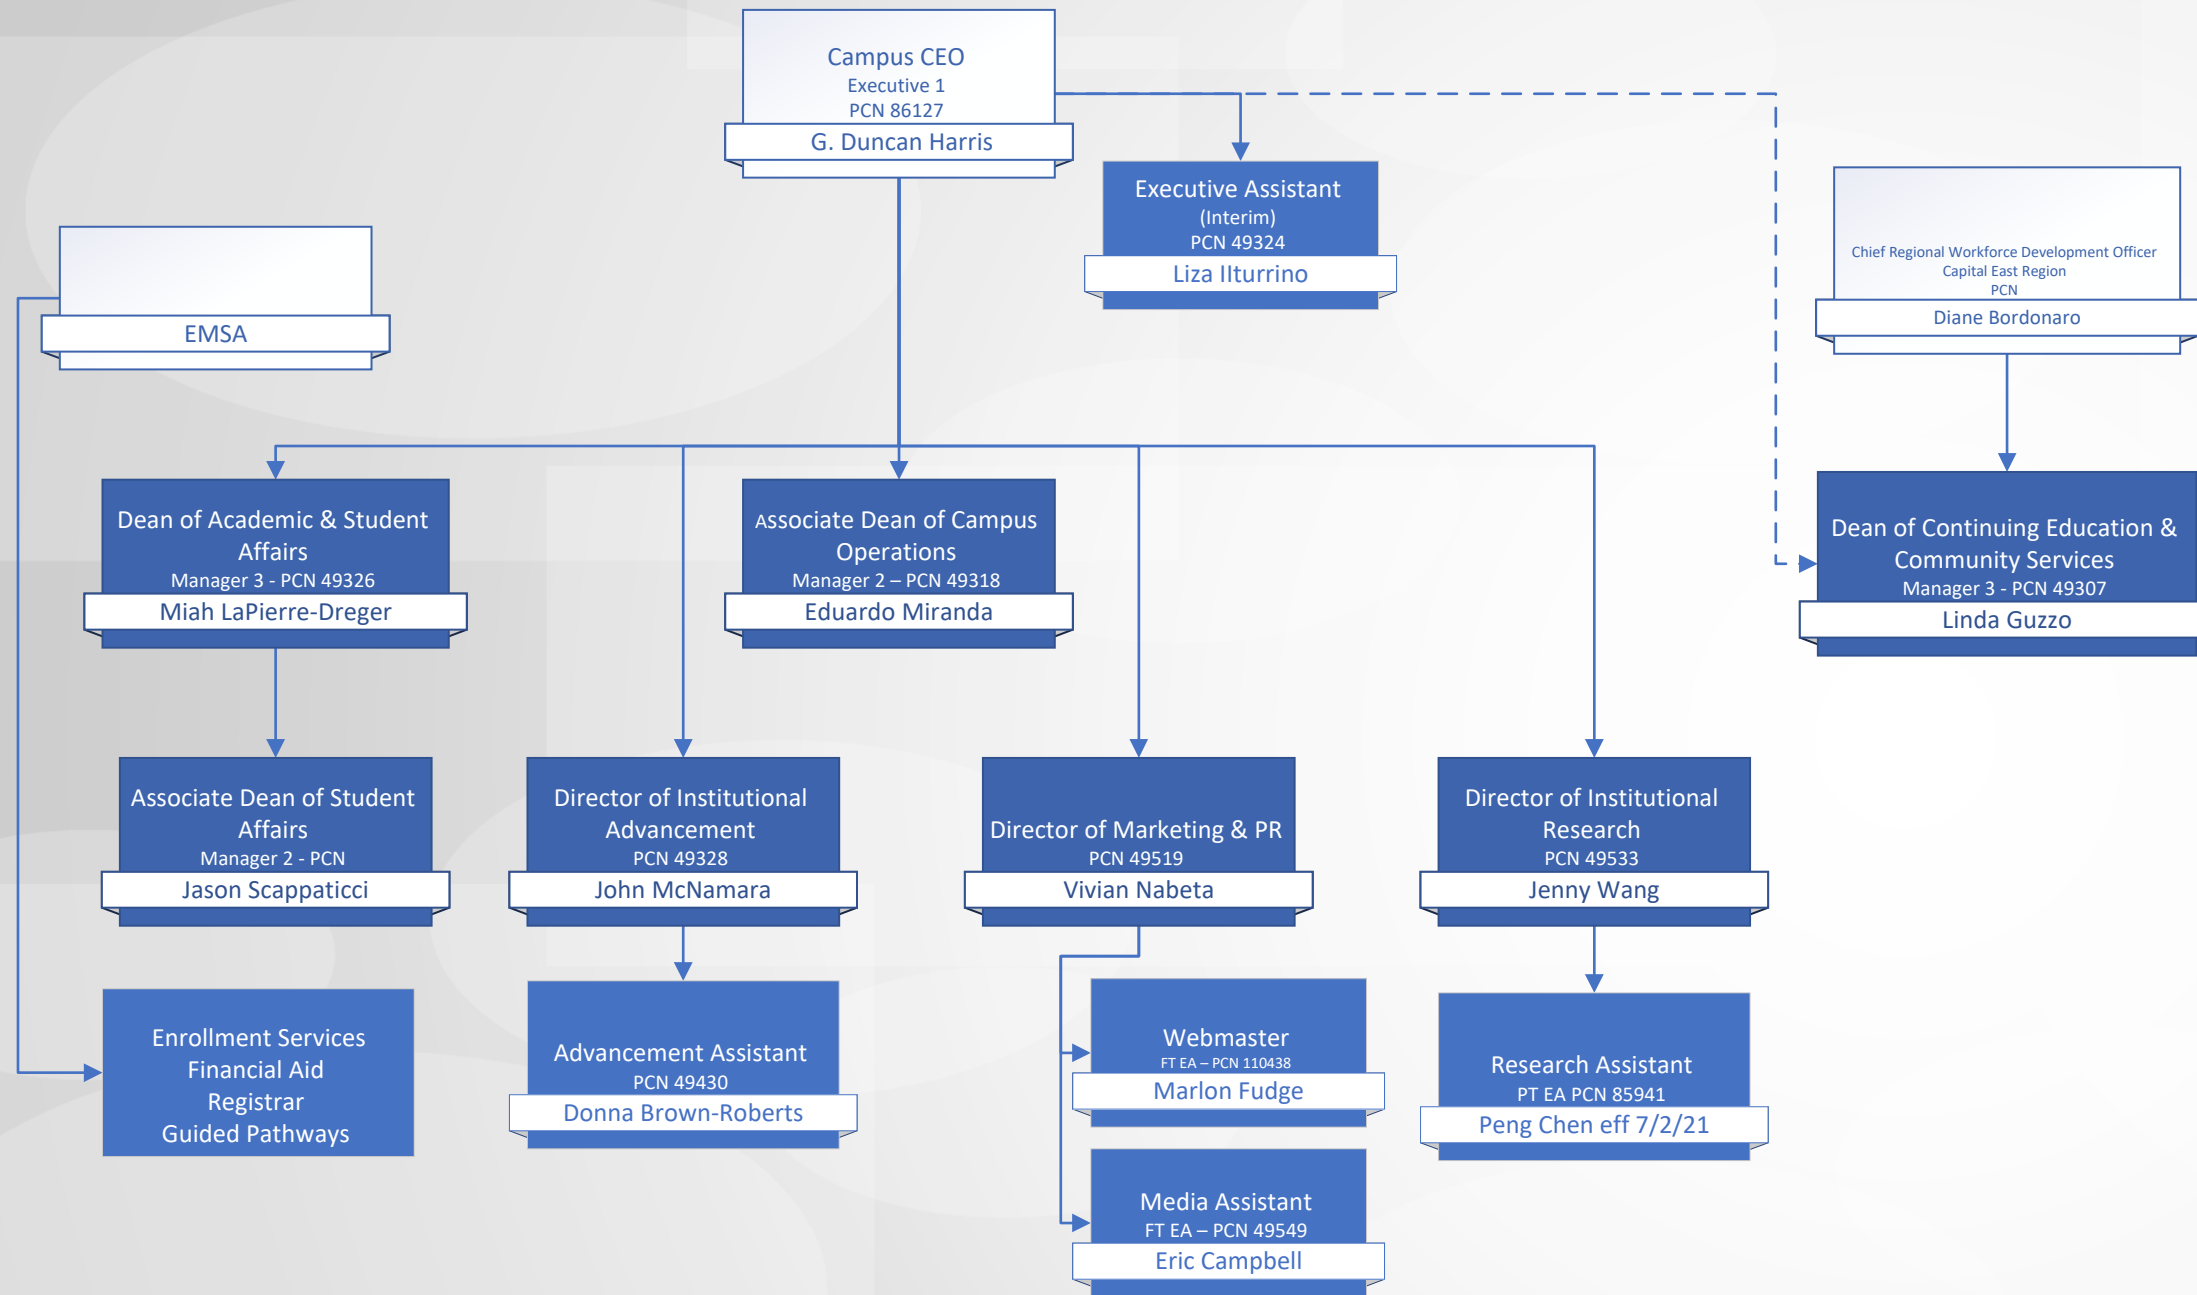 Campus CEO
Executive 1
PCN 86127
G. Duncan Harris
Executive Assistant
(Interim)
PCN 49324
Liza IIturrino
EMSA
Chief Regional Workforce Development Officer
Capital East Region
PCN
Diane Bordonaro
Dean of Academic & Student
Affairs
Manager 3 - PCN 49326
Miah LaPierre-Dreger
Associate Dean of Campus
Operations
Manager 2 – PCN 49318
Eduardo Miranda
Dean of Continuing Education &
Community Services
Manager 3 - PCN 49307
Linda Guzzo
Associate Dean of Student
Affairs
Manager 2 - PCN
Jason Scappaticci
Director of Institutional
Advancement
PCN 49328
John McNamara
Director of Marketing & PR
PCN 49519
Vivian Nabeta
Director of Institutional
Research
PCN 49533
Jenny Wang
Enrollment Services
Financial Aid
Registrar
Guided Pathways
Advancement Assistant
PCN 49430
Donna Brown-Roberts
Webmaster
FT EA – PCN 110438
Marlon Fudge
Research Assistant
PT EA PCN 85941
Peng Chen eff 7/2/21
Media Assistant
FT EA – PCN 49549
Eric Campbell